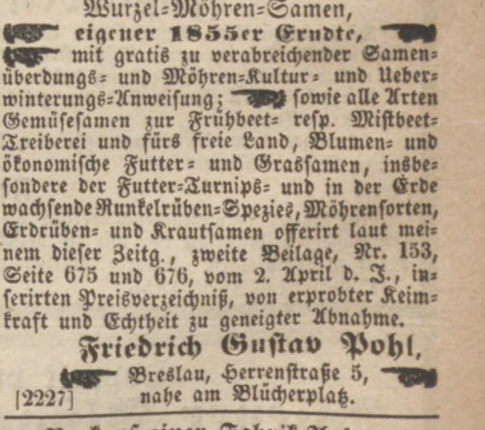 Wurzel-Möhren-Samen,
eigener 1855er Erndte,
mit gratis zu verabreichender Samen-
überdungs- und Möhren-Kultur- und Ueber-
winterungs-Anweisung; sowie alle Arten
Gemüsesamen zur Frühbeet- resp. Mistbeet-
Treiberei und fürs freie Land, Blumen- und
ökonomische Futter- und Grassamen, insbe-
sondere der Futter-Turnips- und in der Erde
wachsende Runkelrüben-Spezies, Möhrensorten,
Erdrüben- und Krautsamen offerirt laut mei-
nem dieser Zeitg., zweite Beilage, Nr. 153,
Seite 675 und 676, vom 2. April d. J., in-
serirten Preisverzeichniß, von erprobter Keim-
kraft und Echtheit zu geneigter Abnahme.
Friedrich Gustav Pohl,
Breslau, Herrenstraße 5,
[2227] nahe am Blücherplatz.